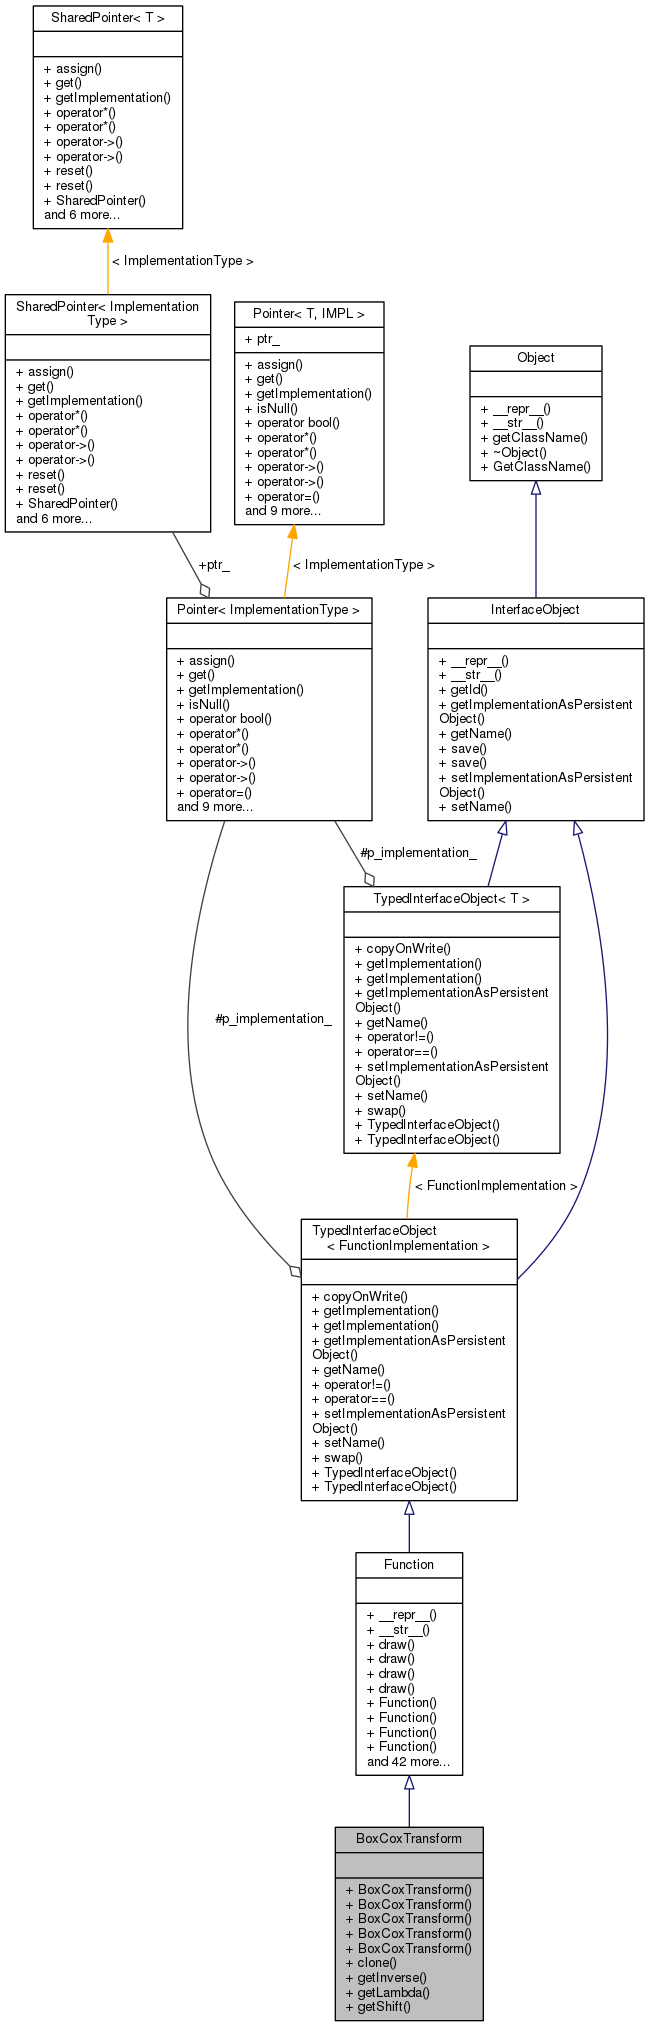 SharedPointer< T >
+ assign()
+ get()
+ getImplementation()
+ operator*()
+ operator*()
+ operator->()
+ operator->()
+ reset()
+ reset()
+ SharedPointer()
and 6 more...
< ImplementationType >
SharedPointer< Implementation
Type >
+ assign()
+ get()
+ getImplementation()
+ operator*()
+ operator*()
+ operator->()
+ operator->()
+ reset()
+ reset()
+ SharedPointer()
and 6 more...
Pointer< T, IMPL >
+ ptr_
+ assign()
+ get()
+ getImplementation()
+ isNull()
+ operator bool()
+ operator*()
+ operator*()
+ operator->()
+ operator->()
+ operator=()
and 9 more...
Object
+ __repr__()
+ __str__()
+ getClassName()
+ ~Object()
+ GetClassName()
+ptr_
< ImplementationType >
Pointer< ImplementationType >
+ assign()
+ get()
+ getImplementation()
+ isNull()
+ operator bool()
+ operator*()
+ operator*()
+ operator->()
+ operator->()
+ operator=()
and 9 more...
InterfaceObject
+ __repr__()
+ __str__()
+ getId()
+ getImplementationAsPersistent
Object()
+ getName()
+ save()
+ save()
+ setImplementationAsPersistent
Object()
+ setName()
#p_implementation_
TypedInterfaceObject< T >
+ copyOnWrite()
+ getImplementation()
+ getImplementation()
+ getImplementationAsPersistent
Object()
+ getName()
+ operator!=()
+ operator==()
+ setImplementationAsPersistent
Object()
+ setName()
+ swap()
+ TypedInterfaceObject()
+ TypedInterfaceObject()
#p_implementation_
< FunctionImplementation >
TypedInterfaceObject
< FunctionImplementation >
+ copyOnWrite()
+ getImplementation()
+ getImplementation()
+ getImplementationAsPersistent
Object()
+ getName()
+ operator!=()
+ operator==()
+ setImplementationAsPersistent
Object()
+ setName()
+ swap()
+ TypedInterfaceObject()
+ TypedInterfaceObject()
Function
+ __repr__()
+ __str__()
+ draw()
+ draw()
+ draw()
+ draw()
+ Function()
+ Function()
+ Function()
+ Function()
and 42 more...
BoxCoxTransform
+ BoxCoxTransform()
+ BoxCoxTransform()
+ BoxCoxTransform()
+ BoxCoxTransform()
+ BoxCoxTransform()
+ clone()
+ getInverse()
+ getLambda()
+ getShift()